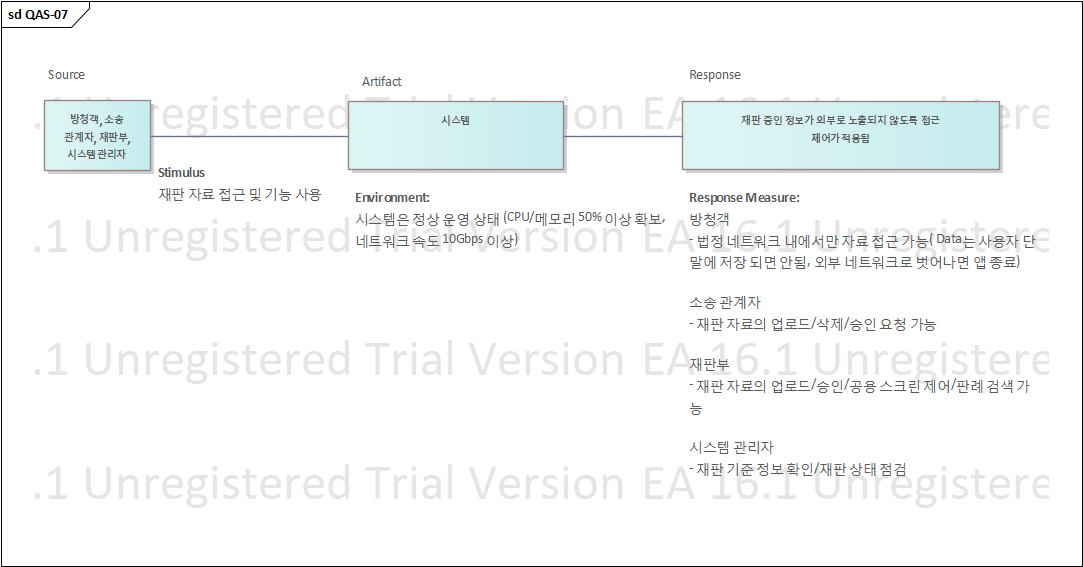 sd QAS-07
Source
Artifact
Response
방청객, 소송
관계자, 재판부,
시스템 관리자
시스템
재판 중인 정보가 외부로 노출되지 않도록 접근
제어가 적용됨
Stimulus
재판 자료 접근 및 기능 사용
Environment:
시스템은 정상 운영 상태 (CPU/메모리 50% 이상 확보,
네트워크 속도 10Gbps 이상)
Response Measure:
방청객
- 법정 네트워크 내에서만 자료 접근 가능( Data는 사용자 단
말에 저장 되면 안됨, 외부 네트워크로 벗어나면 앱 종료)
소송 관계자
- 재판 자료의 업로드/삭제/승인 요청 가능
재판부
- 재판 자료의 업로드/승인/공용 스크린 제어/판례 검색 가
능
시스템 관리자
- 재판 기준 정보 확인/재판 상태 점검
.1 Unregistered Trial Version EA 16.1 Unregistere
.1 Unregistered Trial Version EA 16.1 Unregistere
.1 Unregistered Trial Version EA 16.1 Unregistere
.1 Unregistered Trial Version EA 16.1 Unregistere